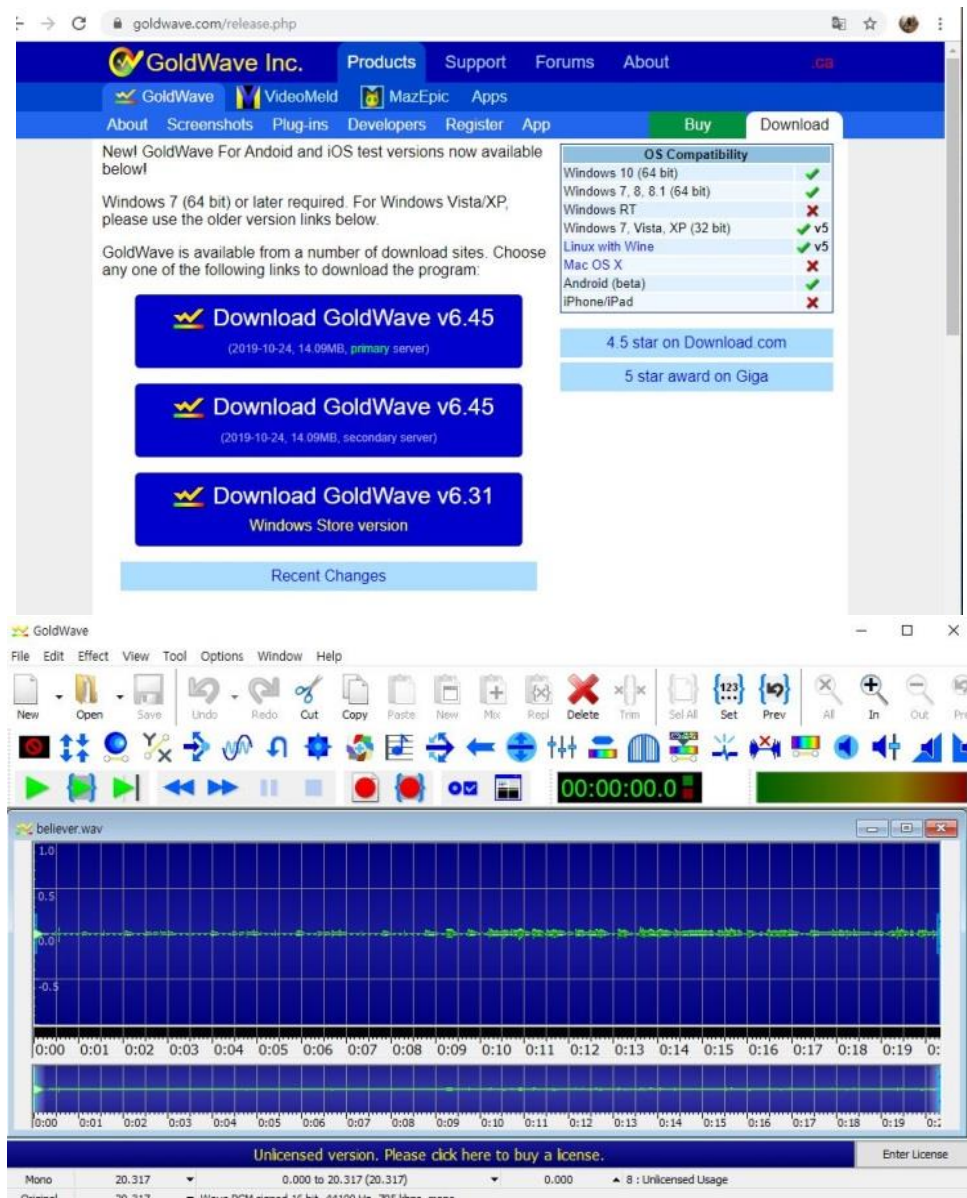 goldwave.com/release.php
GoldWave Inc. Products Support Forums About .ca
GoldWave VideoMeld MazEpic Apps
About Screenshots Plug-ins Developers Register App Buy Download
New! GoldWave For Andoid and iOS test versions now available
below!
Windows 7 (64 bit) or later required. For Windows Vista/XP,
please use the older version links below.
GoldWave is available from a number of download sites. Choose
any one of the following links to download the program:
Download GoldWave v6.45
(2019-10-24, 14.09MB, primary server)
Download GoldWave v6.45
(2019-10-24, 14.09MB, secondary server)
Download GoldWave v6.31
Windows Store version
Recent Changes
OS Compatibility
Windows 10 (64 bit)
Windows 7, 8, 8.1 (64 bit)
Windows RT
Windows 7, Vista, XP (32 bit) v5
Linux with Wine v5
Mac OS X
Android (beta)
iPhone/iPad
4.5 star on Download.com
5 star award on Giga
GoldWave
File Edit Effect View Tool Options Window Help
New Open Save Undo Redo Cut Copy Paste New Mix Repl Delete Trim Sel All Set Prev All In Out
00:00:00.0
believer.wav
1.0
0.5
0.0
-0.5
0:00 0:01 0:02 0:03 0:04 0:05 0:06 0:07 0:08 0:09 0:10 0:11 0:12 0:13 0:14 0:15 0:16 0:17 0:18 0:19
0:00 0:01 0:02 0:03 0:04 0:05 0:06 0:07 0:08 0:09 0:10 0:11 0:12 0:13 0:14 0:15 0:16 0:17 0:18 0:19
Unlicensed version. Please click here to buy a license. Enter License
Mono 20.317 0.000 to 20.317 (20.317) 0.000 8 : Unlicensed Usage
Original 20.317 Wave PCM signed 16 bit, 44100 Hz, 705 kbps, mono